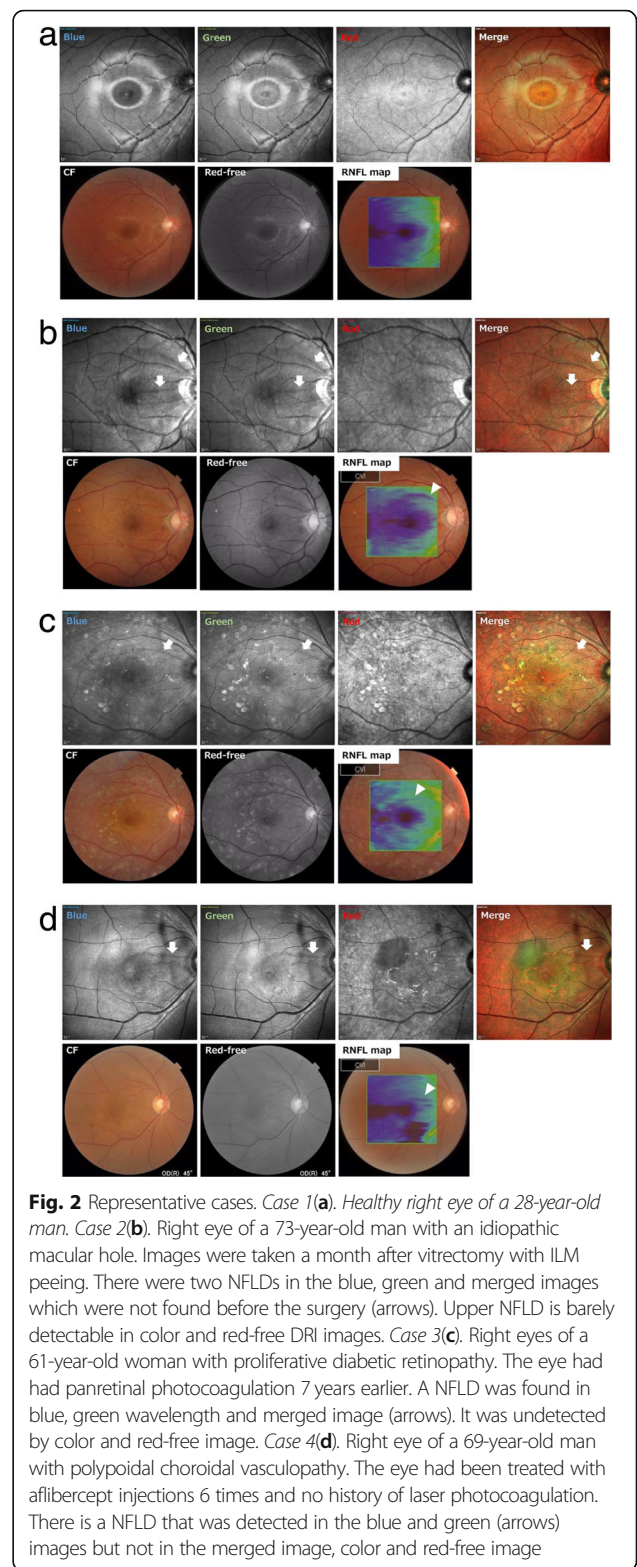 a
Blue
Green
Red
Merge
CF
Red-free
RNFL map
b
Blue
Green
Red
Merge
CF
Red-free
RNFL map
CVI
c
Blue
Green
Red
Merge
CF
Red-free
RNFL map
CVI
d
Blue
Green
Red
Merge
CF
Red-free
RNFL map
CVI
OD(R) 45°
OD(R) 45°
Fig. 2 Representative cases. Case 1(a). Healthy right eye of a 28-year-old
man. Case 2(b). Right eye of a 73-year-old man with an idiopathic
macular hole. Images were taken a month after vitrectomy with ILM
peeing. There were two NFLDs in the blue, green and merged images
which were not found before the surgery (arrows). Upper NFLD is barely
detectable in color and red-free DRI images. Case 3(c). Right eyes of a
61-year-old woman with proliferative diabetic retinopathy. The eye had
had panretinal photocoagulation 7 years earlier. A NFLD was found in
blue, green wavelength and merged image (arrows). It was undetected
by color and red-free image. Case 4(d). Right eye of a 69-year-old man
with polypoidal choroidal vasculopathy. The eye had been treated with
aflibercept injections 6 times and no history of laser photocoagulation.
There is a NFLD that was detected in the blue and green (arrows)
images but not in the merged image, color and red-free image